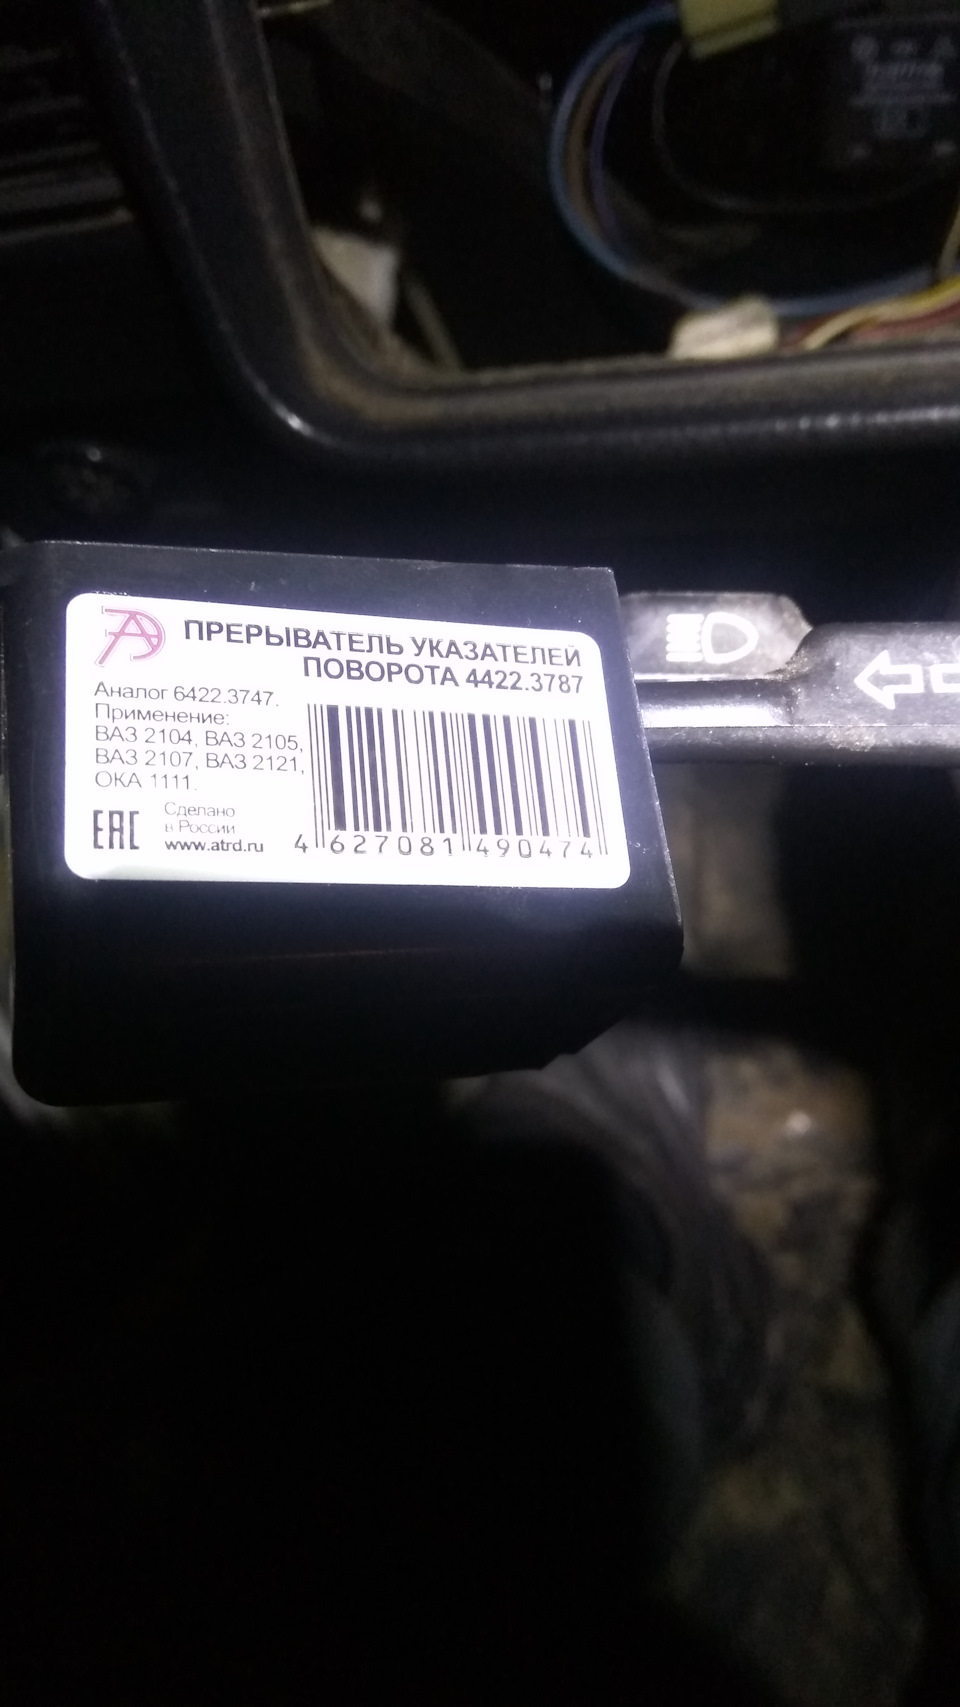 ПРЕРЫВАТЕЛЬ УКАЗАТЕЛЕЙ
ПОВОРОТА 4422.3787
Аналог 6422.3747.
Применение:
ВАЗ 2104, ВАЗ 2105,
ВАЗ 2107, ВАЗ 2121,
ОКА 1111.
EAC
Сделано
в России
www.atrd.ru
4 627081 490474